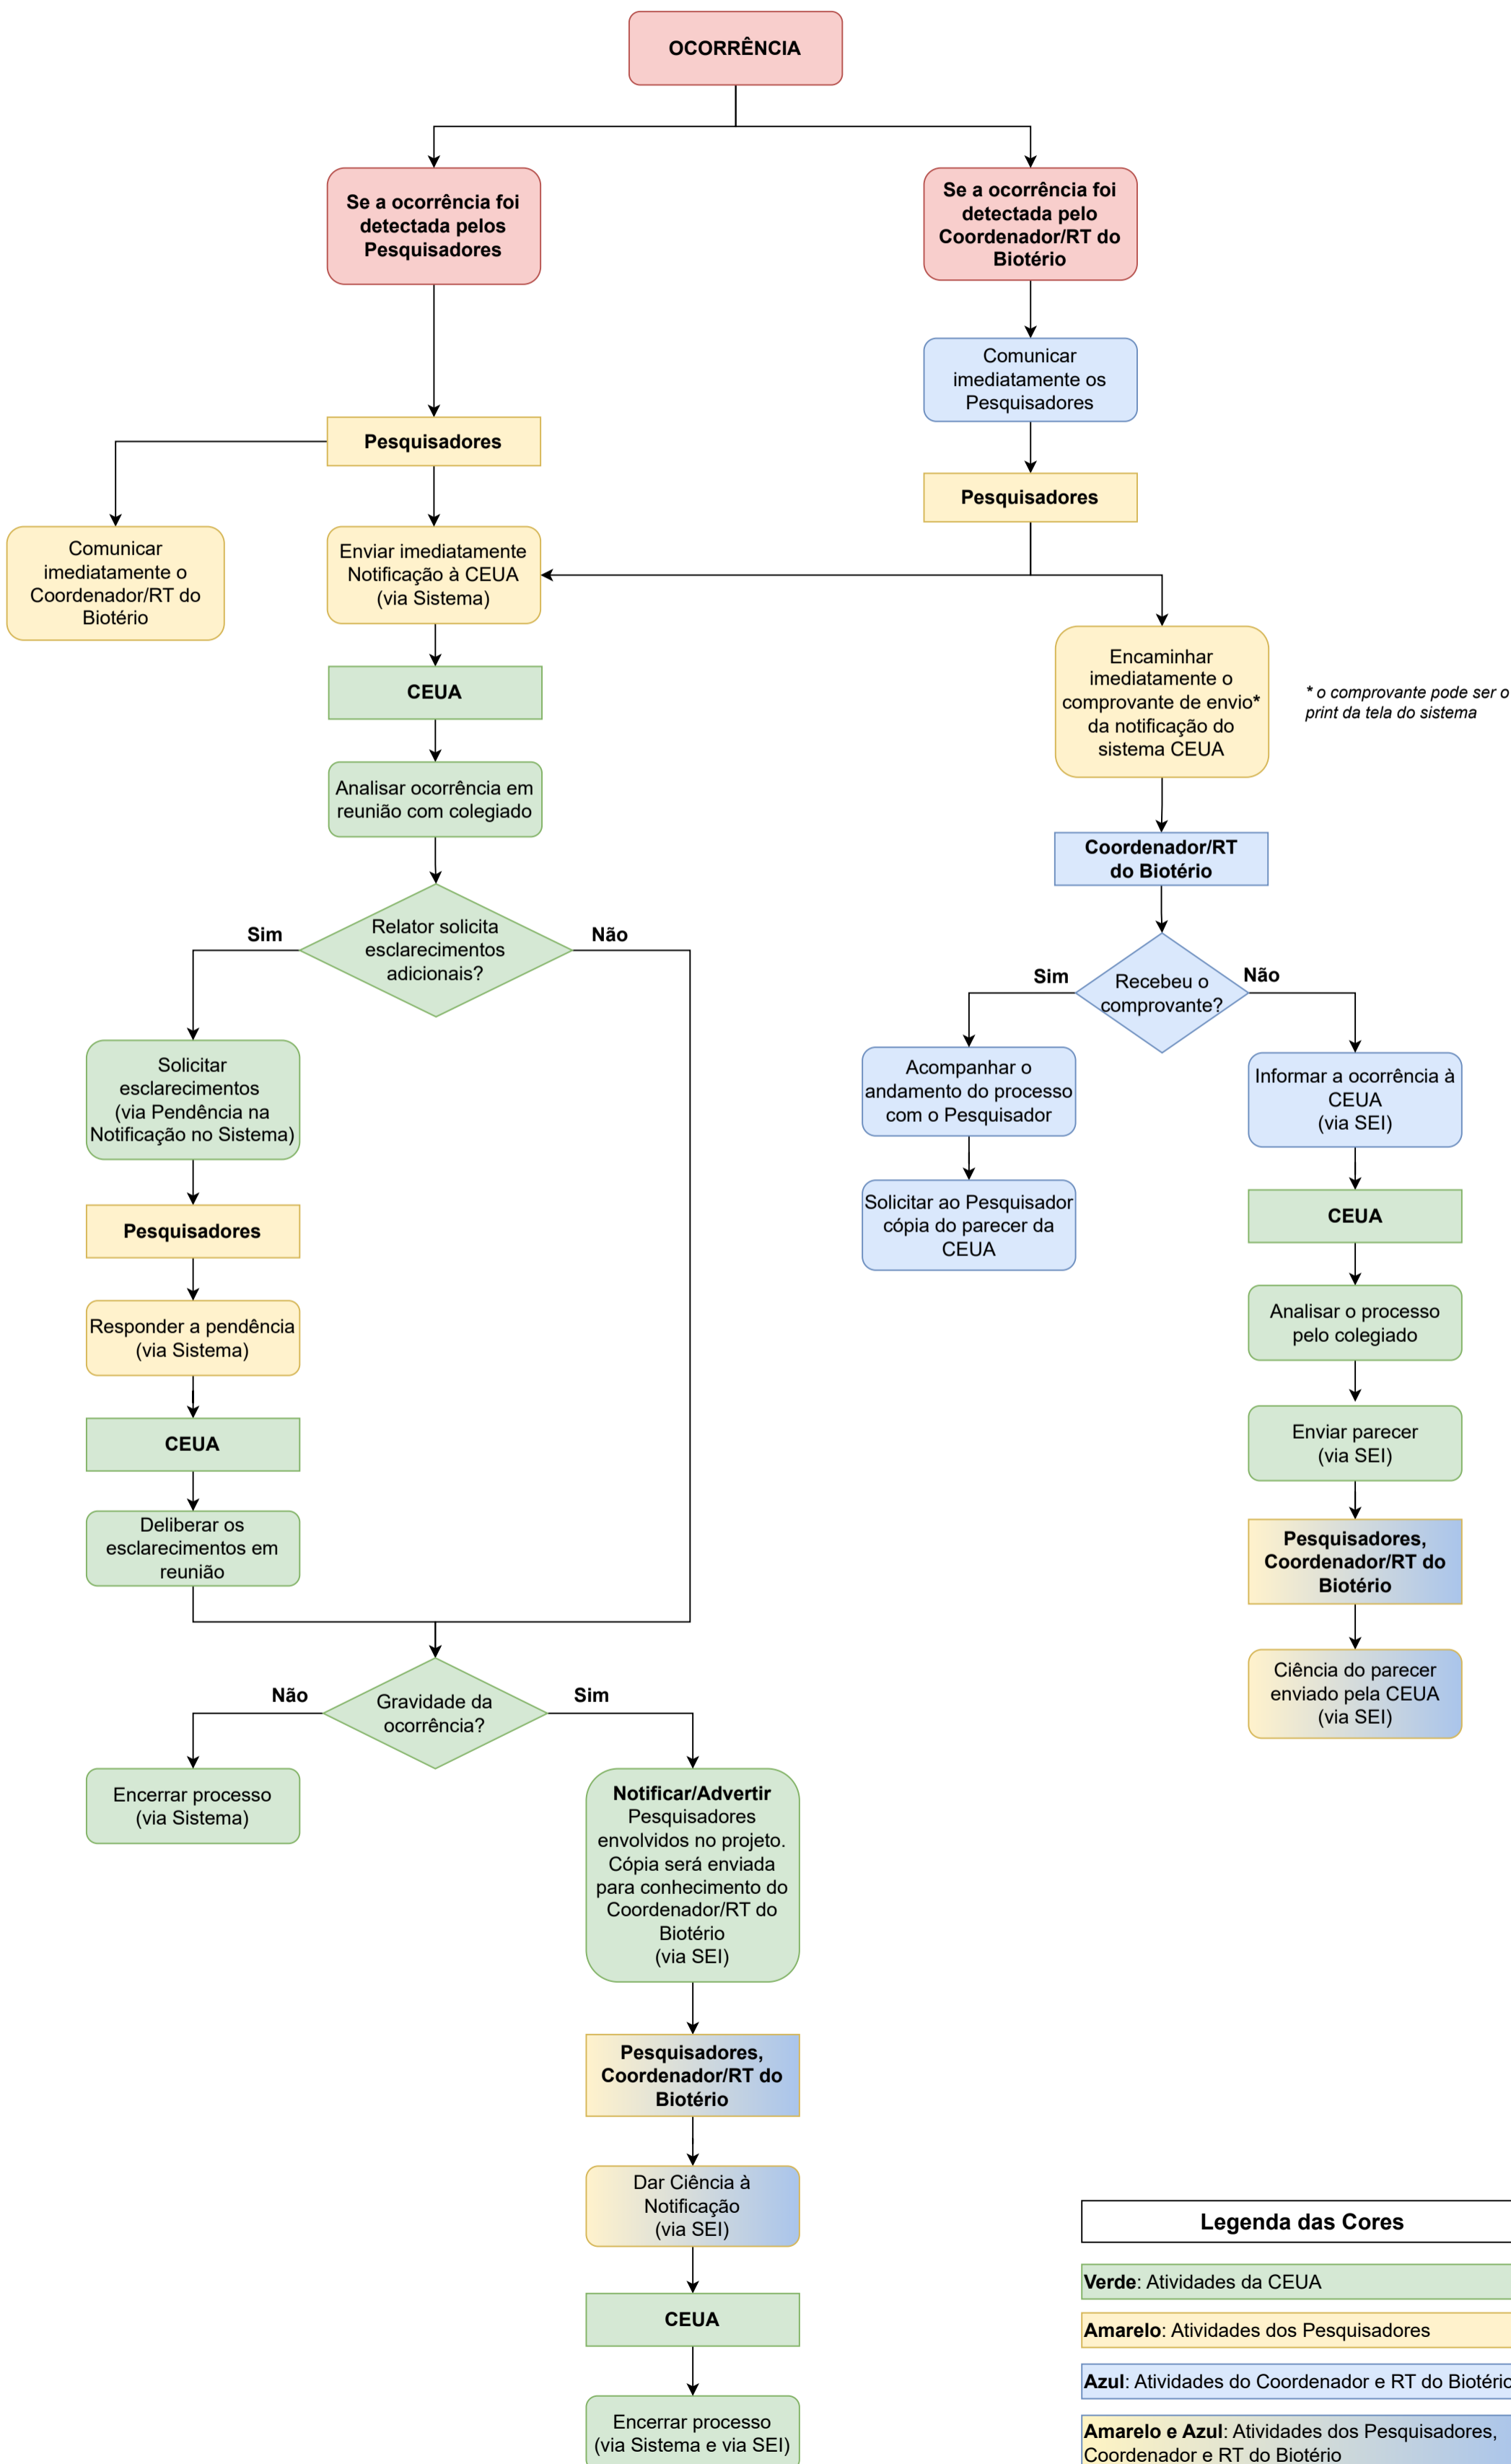 OCORRÊNCIA
Se a ocorrência foi
detectada pelos
Pesquisadores
Se a ocorrência foi
detectada pelo
Coordenador/RT do
Biotério
Comunicar
imediatamente os
Pesquisadores
Pesquisadores
Pesquisadores
Comunicar
imediatamente o
Coordenador/RT do
Biotério
Enviar imediatamente
Notificação à CEUA
(via Sistema)
Encaminhar
imediatamente o
comprovante de envio*
da notificação do
sistema CEUA
* o comprovante pode ser o
print da tela do sistema
CEUA
Analisar ocorrência em
reunião com colegiado
Coordenador/RT
do Biotério
Sim
Relator solicita
esclarecimentos
adicionais?
Não
Sim
Recebeu o
comprovante?
Não
Solicitar
esclarecimentos
(via Pendência na
Notificação no Sistema)
Acompanhar o
andamento do processo
com o Pesquisador
Informar a ocorrência à
CEUA
(via SEI)
Solicitar ao Pesquisador
cópia do parecer da
CEUA
CEUA
Pesquisadores
Responder a pendência
(via Sistema)
Analisar o processo
pelo colegiado
CEUA
Enviar parecer
(via SEI)
Deliberar os
esclarecimentos em
reunião
Pesquisadores,
Coordenador/RT do
Biotério
Ciência do parecer
enviado pela CEUA
(via SEI)
Não
Gravidade da
ocorrência?
Sim
Encerrar processo
(via Sistema)
Notificar/Advertir
Pesquisadores
envolvidos no projeto.
Cópia será enviada
para conhecimento do
Coordenador/RT do
Biotério
(via SEI)
Pesquisadores,
Coordenador/RT do
Biotério
Dar Ciência à
Notificação
(via SEI)
CEUA
Encerrar processo
(via Sistema e via SEI)
Legenda das Cores
Verde: Atividades da CEUA
Amarelo: Atividades dos Pesquisadores
Azul: Atividades do Coordenador e RT do Biotério
Amarelo e Azul: Atividades dos Pesquisadores,
Coordenador e RT do Biotério